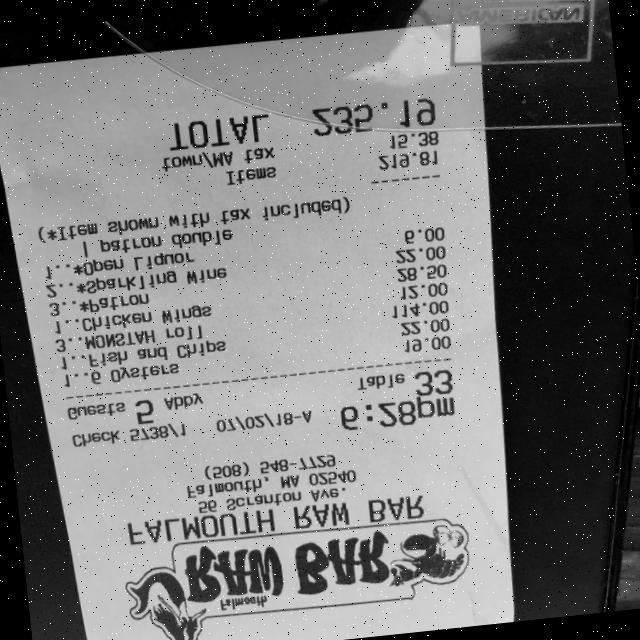 Falmouth
RAW BAR
FALMOUTH RAW BAR
56 Scranton Ave.
Falmouth, MA 02540
(508) 548-7729
Check 5738/1 07/02/18-A 6:28pm
Guests 5 Abby Table 33
1..6 Oysters 19.00
1..Fish and Chips 22.00
3..MONSTAH roll 114.00
1..Chicken Wings 12.00
3..*Patron 28.50
2..*Sparkling Wine 22.00
1..*Open Liquor 6.00
1 patron double
(*Item shown with tax included)
Items 219.81
town/MA tax 15.38
TOTAL 235.19
AMERICAN